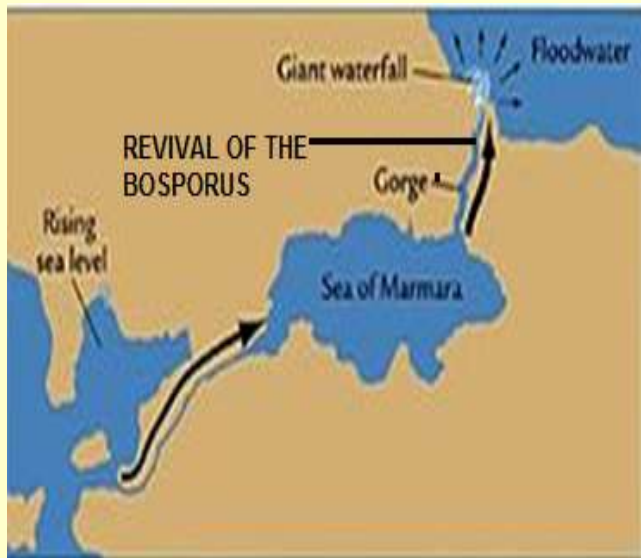 Giant waterfall
Floodwater
REVIVAL OF THE
BOSPORUS
Gorge
Rising
sea level
Sea of Marmara